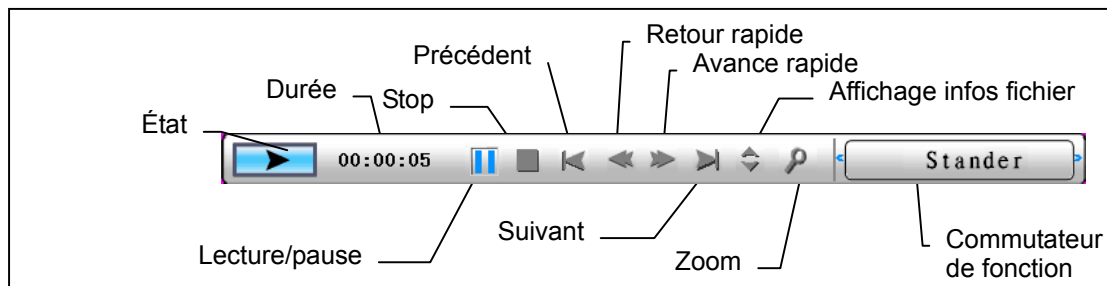 Retour rapide
Précédent
Avance rapide
Durée
Stop
Affichage infos fichier
État
00:00:05
Stander
Lecture/pause
Suivant
Zoom
Commutateur
de fonction